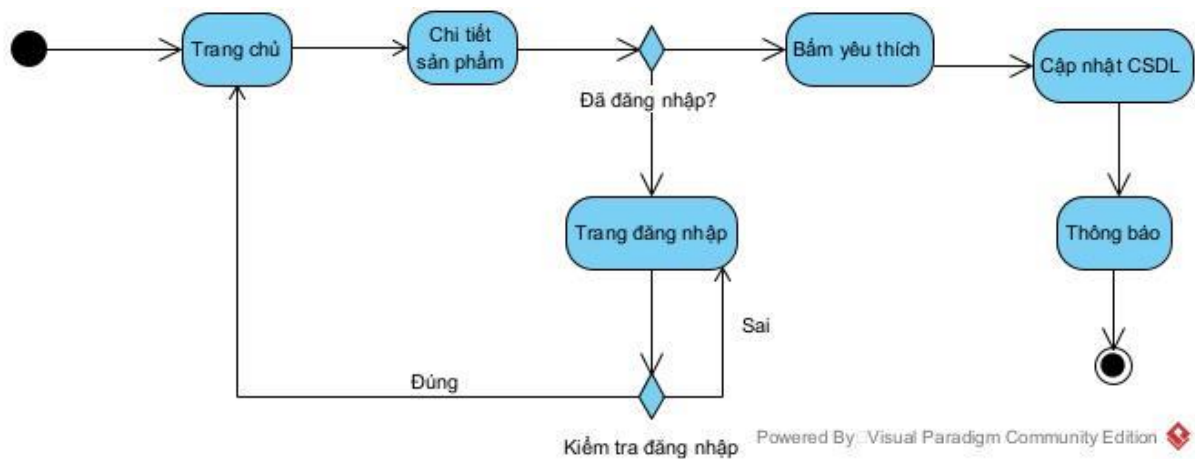 Trang chủ
Chi tiết
sản phẩm
Bấm yêu thích
Cập nhật CSDL
Đã đăng nhập?
Trang đăng nhập
Thông báo
Sai
Đúng
Kiểm tra đăng nhập
Powered By Visual Paradigm Community Edition